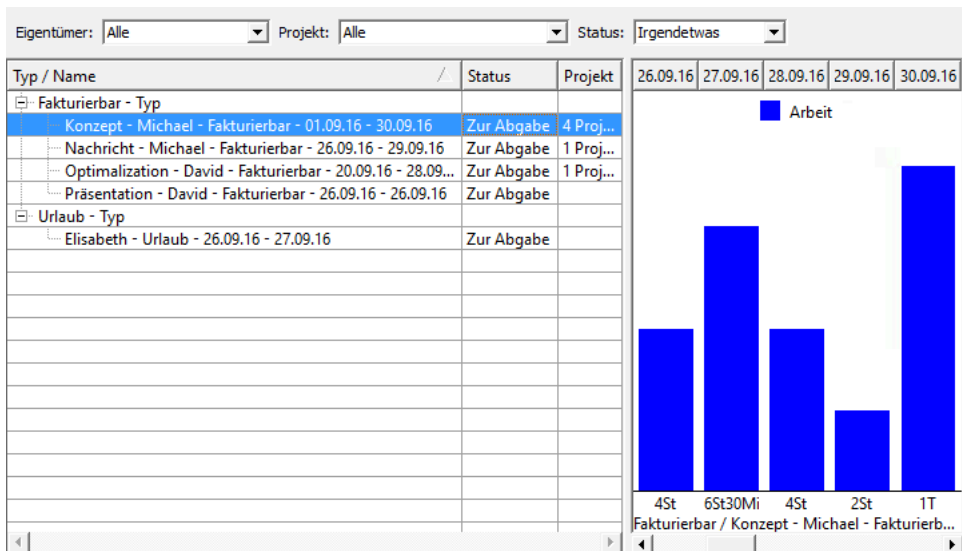 Eigentümer: Alle Projekt: Alle Status: Irgendetwas
Typ / Name Status Projekt 26.09.16 27.09.16 28.09.16 29.09.16 30.09.16
Fakturierbar - Typ
Arbeit
Konzept - Michael - Fakturierbar - 01.09.16 - 30.09.16 Zur Abgabe 4 Proj...
Nachricht - Michael - Fakturierbar - 26.09.16 - 29.09.16 Zur Abgabe 1 Proj...
Optimalization - David - Fakturierbar - 20.09.16 - 28.09... Zur Abgabe 1 Proj...
Präsentation - David - Fakturierbar - 26.09.16 - 26.09.16 Zur Abgabe
Urlaub - Typ
Elisabeth - Urlaub - 26.09.16 - 27.09.16 Zur Abgabe
4St 6St30Mi 4St 2St 1T
Fakturierbar / Konzept - Michael - Fakturierb...